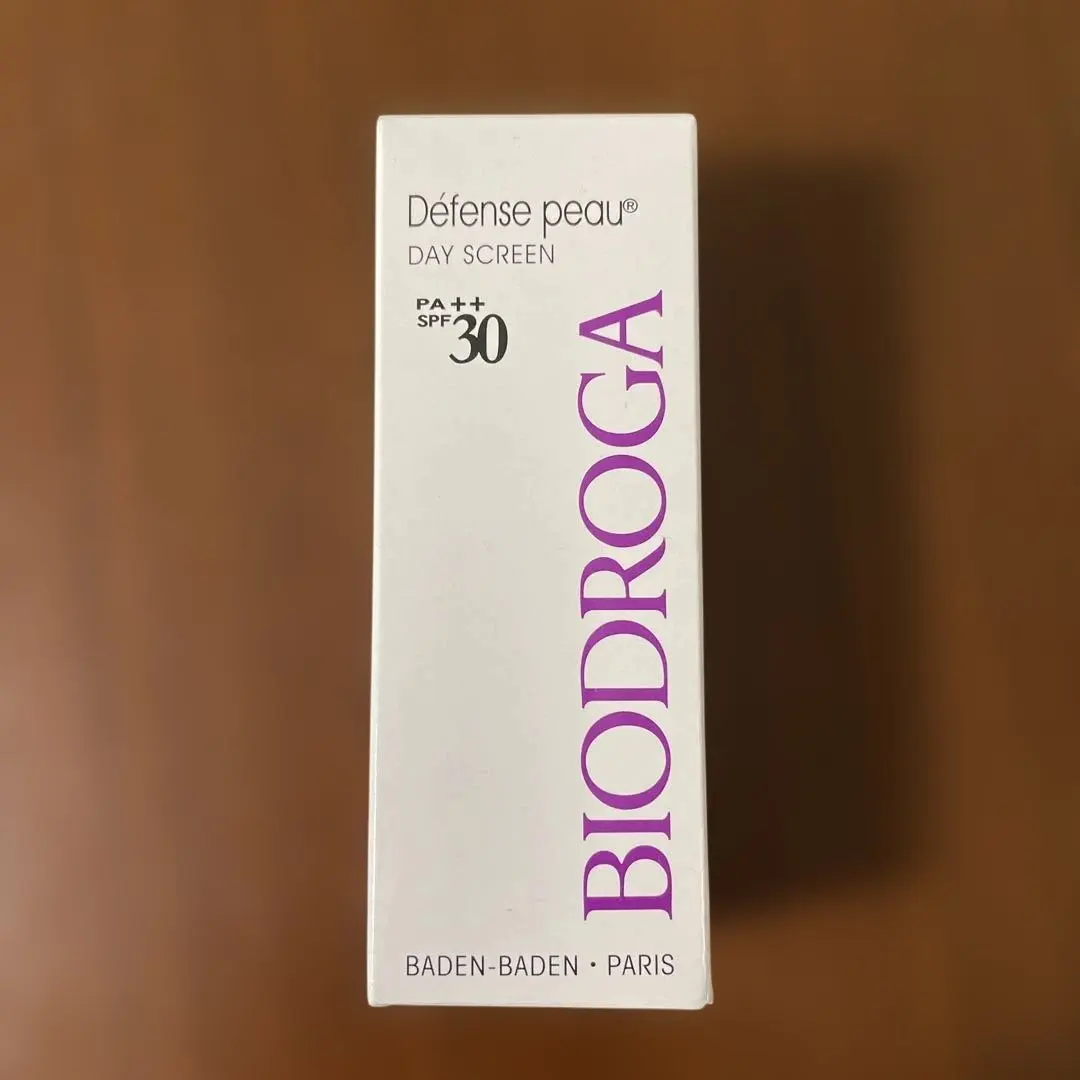 Défense peau®
DAY SCREEN
PA++
SPF30
BIODROGA
BADEN-BADEN · PARIS